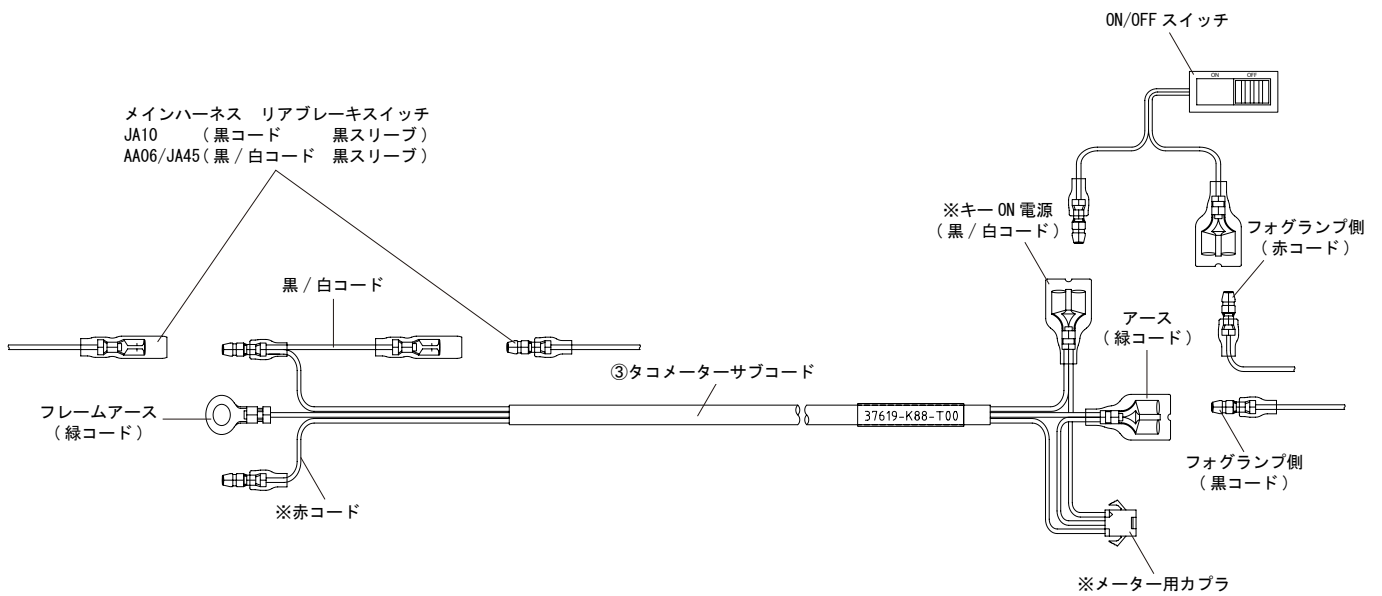 ON/OFF スイッチ
ON OFF
メインハーネス リアブレーキスイッチ
JA10 (黒コード 黒スリーブ)
AA06/JA45(黒/白コード 黒スリーブ)
※キー ON 電源
(黒/白コード)
フォグランプ側
(赤コード)
黒/白コード
アース
(緑コード)
③タコメーターサブコード
フレームアース
(緑コード)
37619-K88-T00
フォグランプ側
(黒コード)
※赤コード
※メーター用カプラ